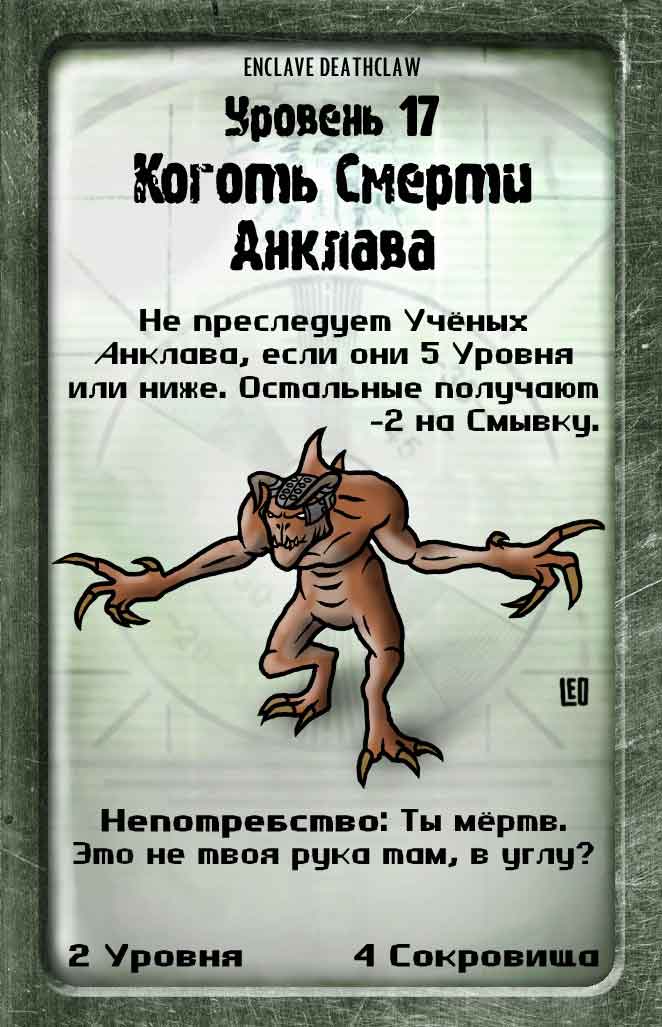 ENCLAVE DEATHCLAW
Уровень 17
Коготь Смерти
Анклава
Не преследует Учёных
Анклава, если они 5 Уровня
или ниже. Остальные получают
-2 на Смывку.
LEO
Непотребство: Ты мёртв.
Это не твоя рука там, в углу?
2 Уровня
4 Сокровища